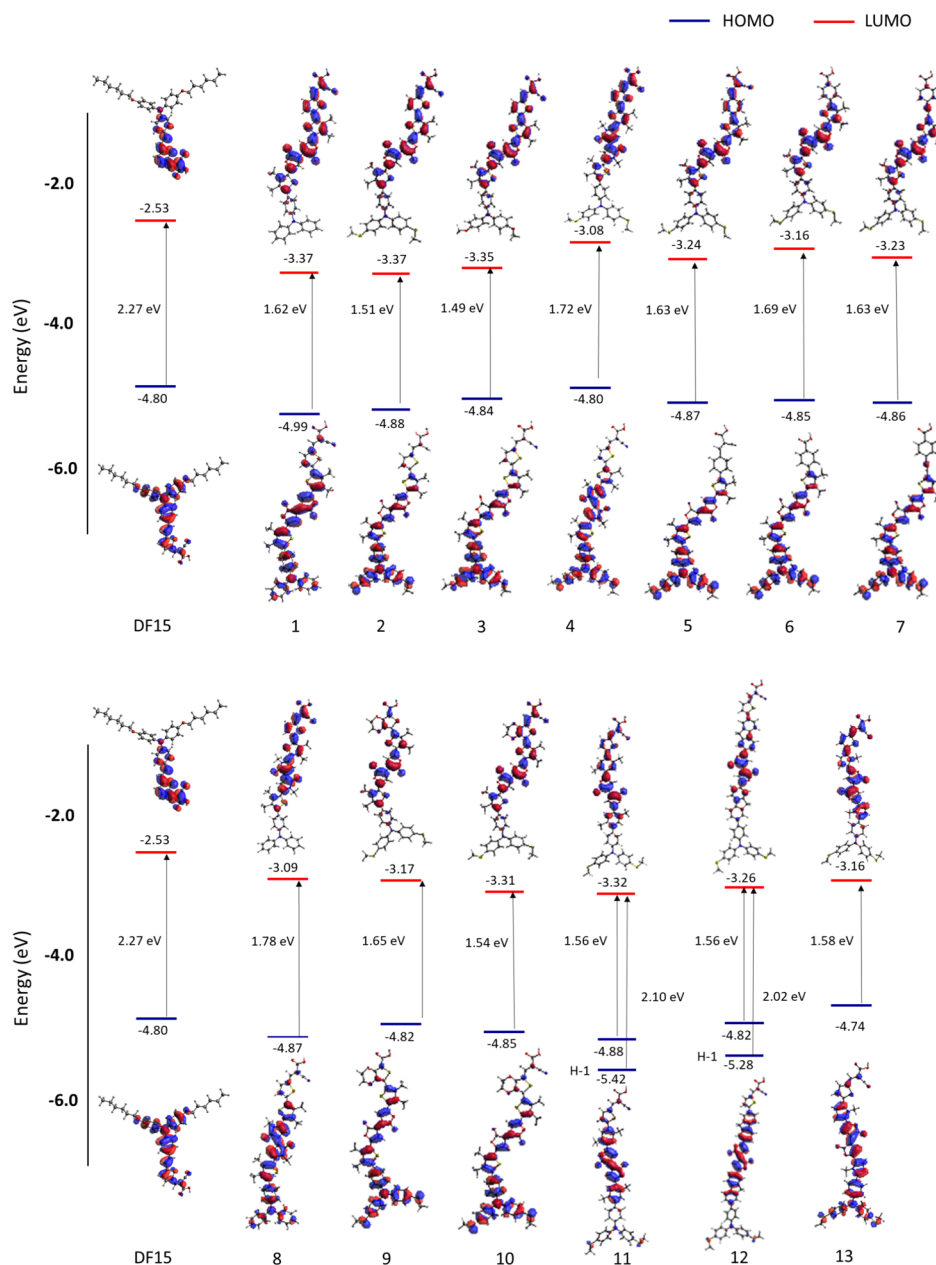 HOMO LUMO
Energy (eV)
-2.0
-4.0
-6.0
-2.53
-3.37
-3.37
-3.35
-3.08
-3.24
-3.16
-3.23
2.27 eV
1.62 eV
1.51 eV
1.49 eV
1.72 eV
1.63 eV
1.69 eV
1.63 eV
-4.80
-4.99
-4.88
-4.84
-4.80
-4.87
-4.85
-4.86
DF15 1 2 3 4 5 6 7
Energy (eV)
-2.0
-4.0
-6.0
-2.53
-3.09
-3.17
-3.31
-3.32
-3.26
-3.16
2.27 eV
1.78 eV
1.65 eV
1.54 eV
1.56 eV
2.10 eV
1.56 eV
2.02 eV
1.58 eV
-4.80
-4.87
-4.82
-4.85
-4.88
H-1
-5.42
-4.82
H-1
-5.28
-4.74
DF15 8 9 10 11 12 13